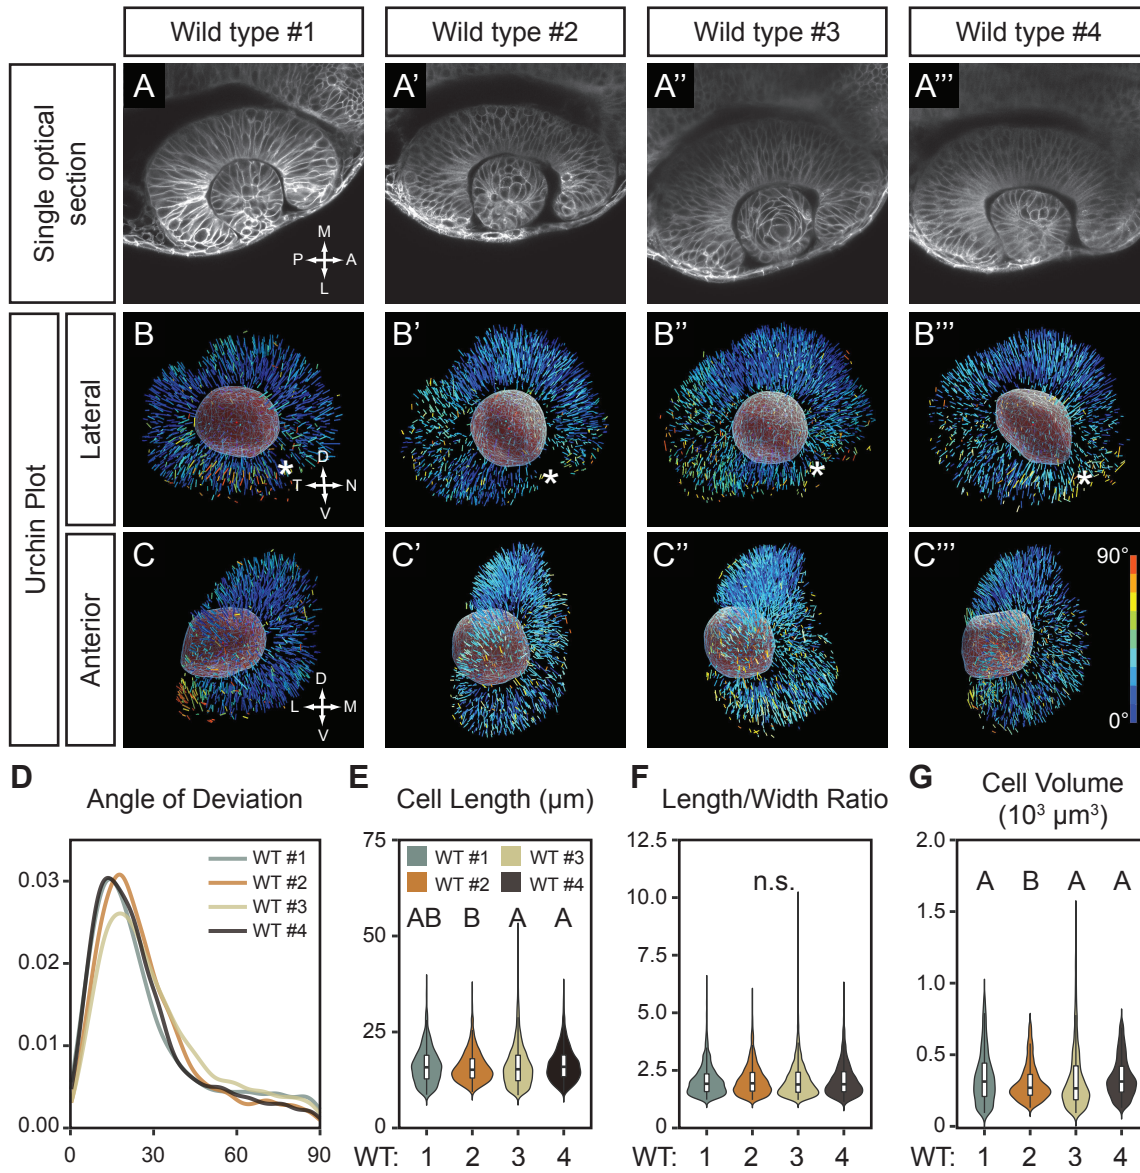 Wild type #1
Wild type #2
Wild type #3
Wild type #4
Single optical
section
A
A'
A''
A'''
M
P
A
L
Urchin Plot
Lateral
B
B'
B''
B'''
*
*
*
*
D
T
N
V
Anterior
C
C'
C''
C'''
D
L
M
V
90°
0°
D
Angle of Deviation
0.03
0.02
0.01
0.00
0
30
60
90
WT #1
WT #2
WT #3
WT #4
E
Cell Length (µm)
75
50
25
0
WT #1
WT #2
WT #3
WT #4
AB
B
A
A
WT:
1
2
3
4
F
Length/Width Ratio
12.5
10.0
7.5
5.0
2.5
0
n.s.
WT:
1
2
3
4
G
Cell Volume
(10³ µm³)
2.0
1.5
1.0
0.5
0
A
B
A
A
WT:
1
2
3
4